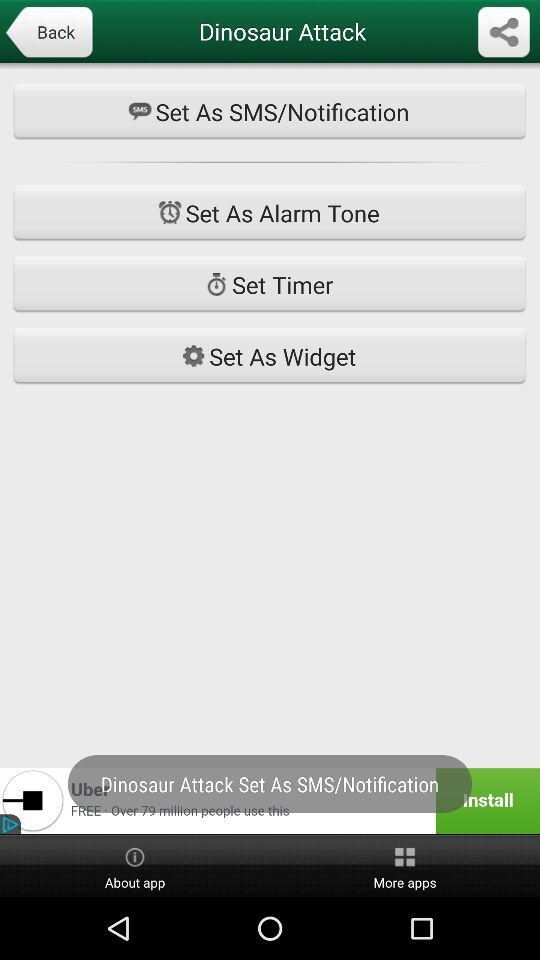 Back
Dinosaur Attack
SMS
Set As SMS/Notification
Set As Alarm Tone
Set Timer
Set As Widget
Uber
Dinosaur Attack Set As SMS/Notification
FREE · Over 79 million people use this
Install
About app
More apps